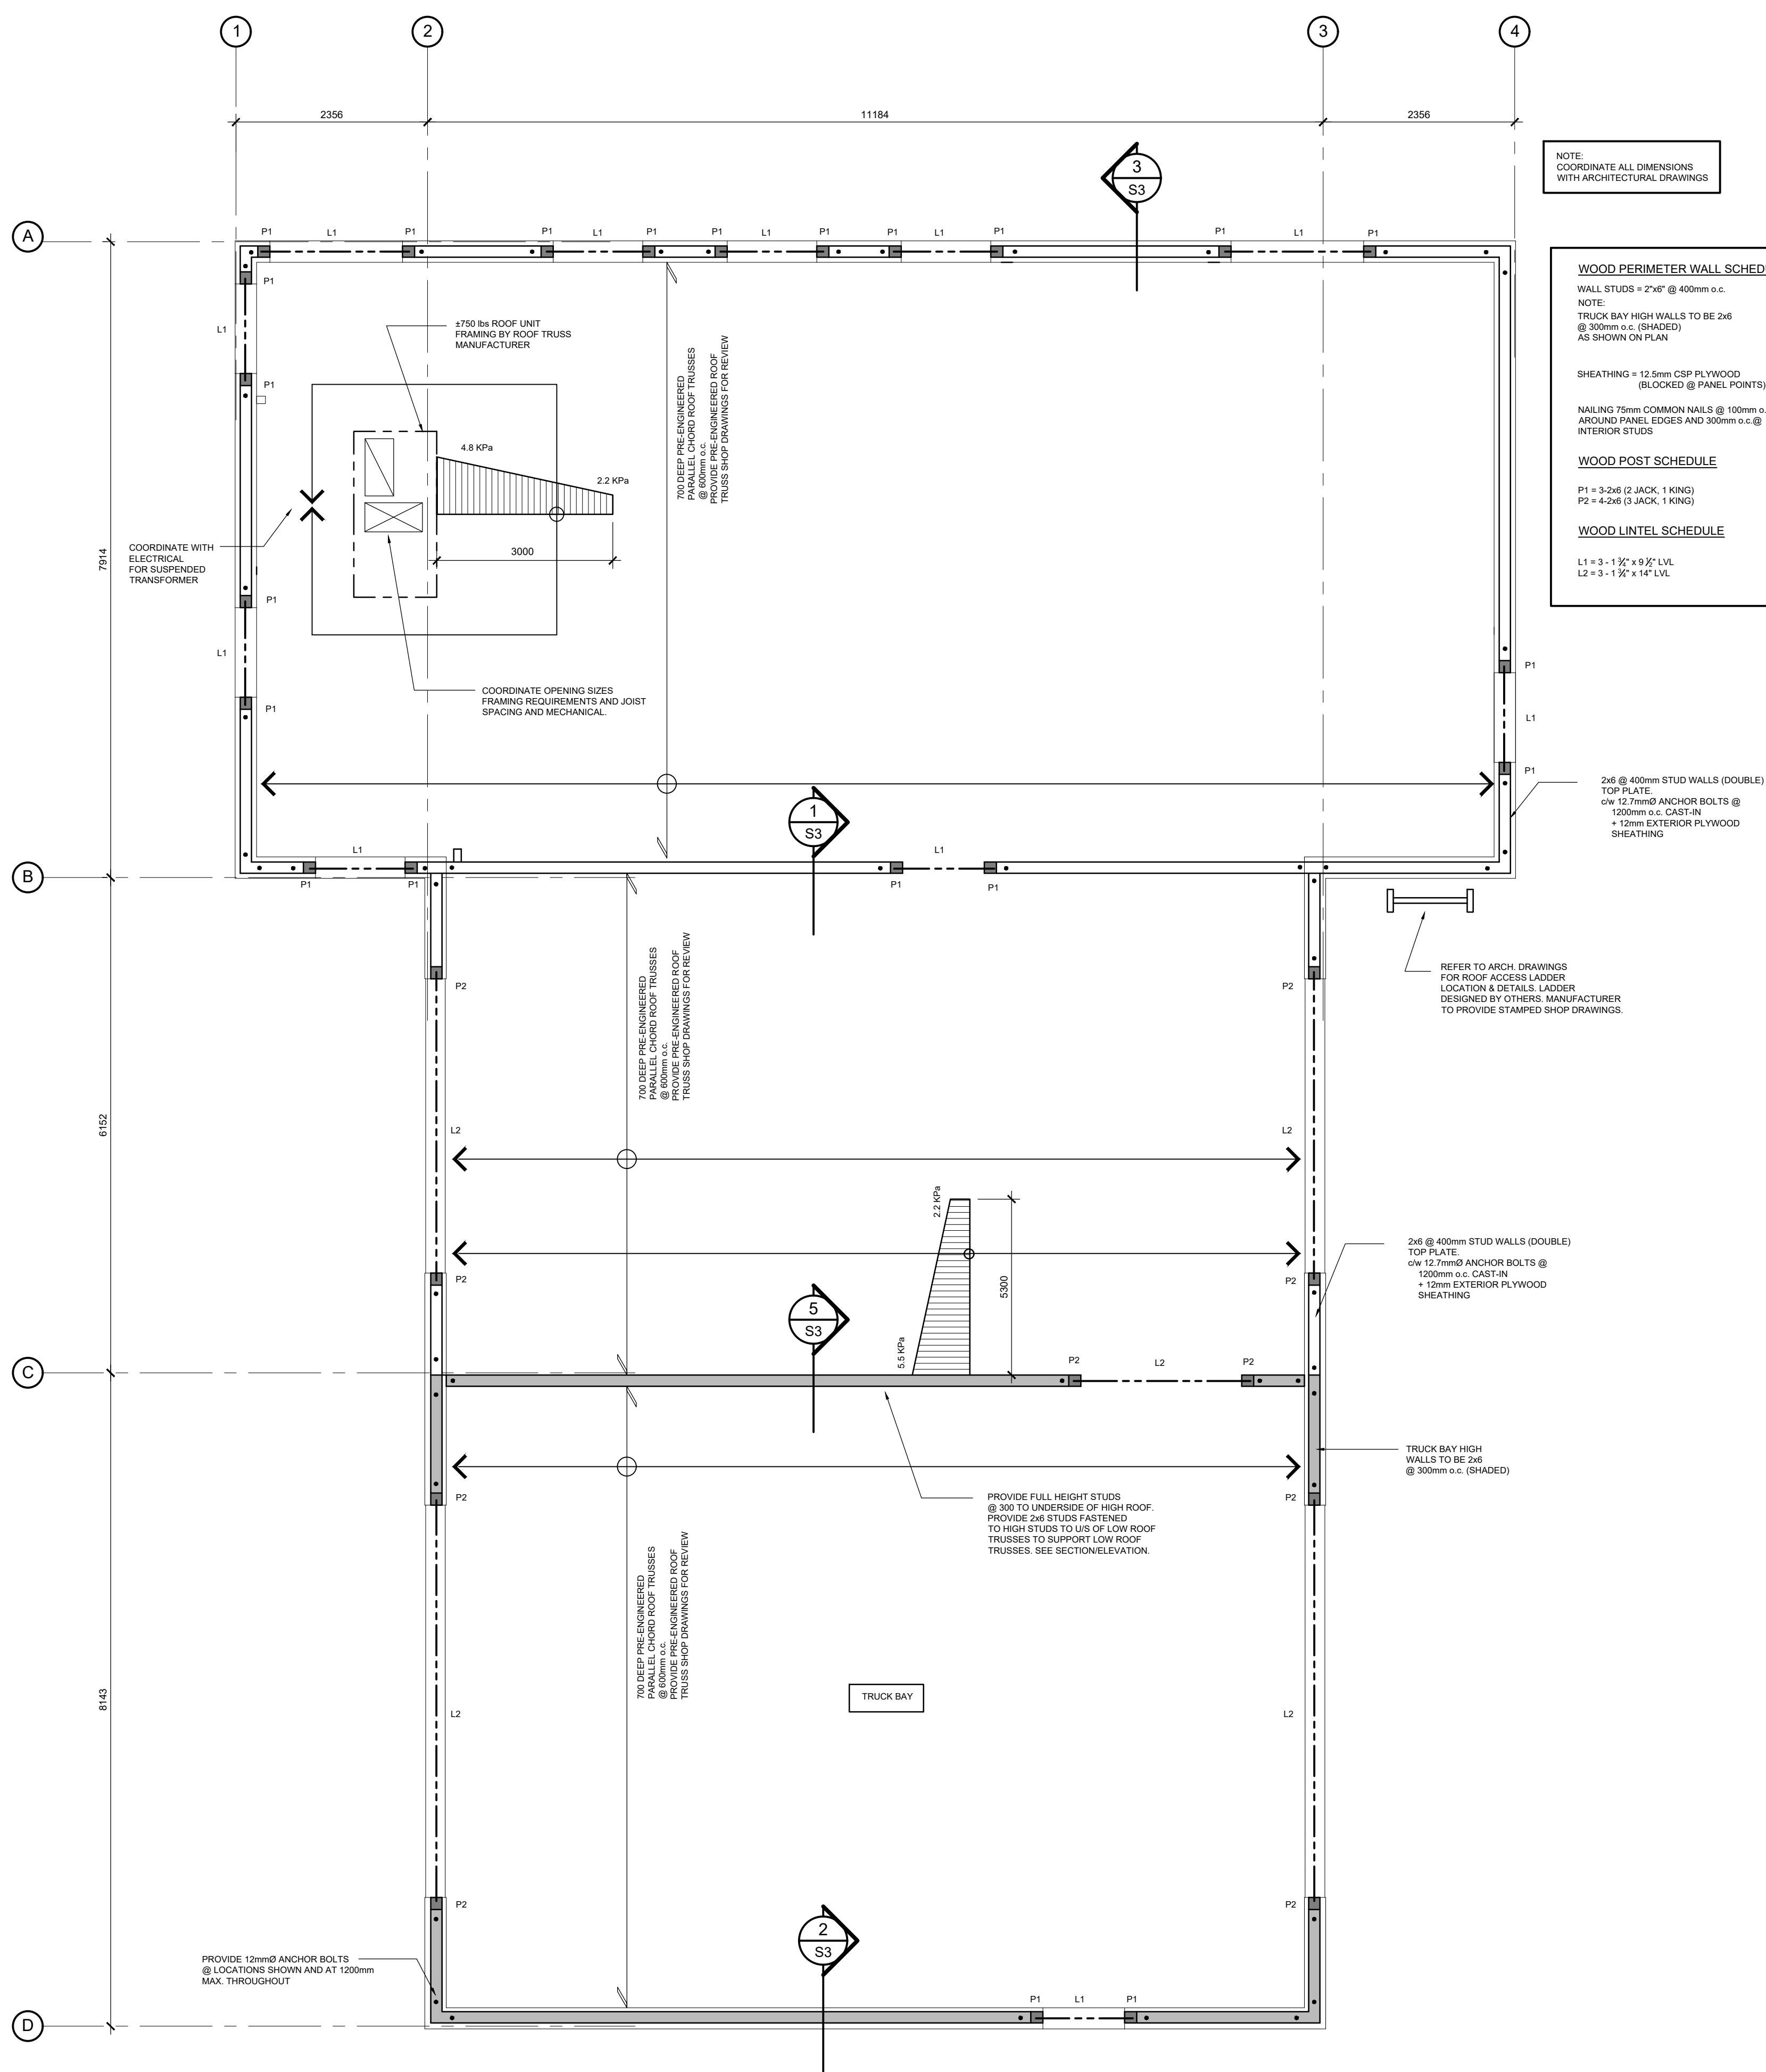 1
2
3
4
2356
11184
2356
3
S3
NOTE:
COORDINATE ALL DIMENSIONS
WITH ARCHITECTURAL DRAWINGS
A
P1
L1
P1
P1
L1
P1
P1
L1
P1
P1
L1
P1
P1
L1
P1
WOOD PERIMETER WALL
WALL STUDS = 2"x6" @ 400mm o.c.
NOTE:
TRUCK BAY HIGH WALLS TO BE 2x6
@ 300mm o.c. (SHADED)
AS SHOWN ON PLAN
SHEATHING = 12.5mm CSP PLYWOOD
(BLOCKED @ PANEL POINTS)
NAILING 75mm COMMON NAILS @ 100mm
AROUND PANEL EDGES AND 300mm o.c.@
INTERIOR STUDS
WOOD POST SCHEDULE
P1 = 3-2x6 (2 JACK, 1 KING)
P2 = 4-2x6 (3 JACK, 1 KING)
WOOD LINTEL SCHEDULE
L1 = 3 - 1 ¾" x 9 ½" LVL
L2 = 3 - 1 ¾" x 14" LVL
P1
L1
P1
±750 lbs ROOF UNIT
FRAMING BY ROOF TRUSS
MANUFACTURER
700 DEEP PRE-ENGINEERED
PARALLEL CHORD ROOF TRUSSES
@ 600mm o.c.
PROVIDE PRE-ENGINEERED ROOF
TRUSS SHOP DRAWINGS FOR REVIEW
4.8 KPa
2.2 KPa
3000
COORDINATE WITH
ELECTRICAL
FOR SUSPENDED
TRANSFORMER
7914
P1
L1
P1
COORDINATE OPENING SIZES
FRAMING REQUIREMENTS AND JOIST
SPACING AND MECHANICAL.
P1
L1
P1
2x6 @ 400mm STUD WALLS (DOUBLE)
TOP PLATE.
c/w 12.7mmØ ANCHOR BOLTS @
1200mm o.c. CAST-IN
+ 12mm EXTERIOR PLYWOOD
SHEATHING
1
S3
L1
L1
B
P1
P1
P1
P1
REFER TO ARCH. DRAWINGS
FOR ROOF ACCESS LADDER
LOCATION & DETAILS. LADDER
DESIGNED BY OTHERS. MANUFACTURER
TO PROVIDE STAMPED SHOP DRAWINGS.
P2
P2
700 DEEP PRE-ENGINEERED
PARALLEL CHORD ROOF TRUSSES
@ 600mm o.c.
PROVIDE PRE-ENGINEERED ROOF
TRUSS SHOP DRAWINGS FOR REVIEW
6152
L2
L2
2.2 KPa
5300
5.5 KPa
2x6 @ 400mm STUD WALLS (DOUBLE)
TOP PLATE.
c/w 12.7mmØ ANCHOR BOLTS @
1200mm o.c. CAST-IN
+ 12mm EXTERIOR PLYWOOD
SHEATHING
P2
P2
5
S3
C
P2
L2
P2
TRUCK BAY HIGH
WALLS TO BE 2x6
@ 300mm o.c. (SHADED)
P2
P2
PROVIDE FULL HEIGHT STUDS
@ 300 TO UNDERSIDE OF HIGH ROOF.
PROVIDE 2x6 STUDS FASTENED
TO HIGH STUDS TO U/S OF LOW ROOF
TRUSSES TO SUPPORT LOW ROOF
TRUSSES. SEE SECTION/ELEVATION.
700 DEEP PRE-ENGINEERED
PARALLEL CHORD ROOF TRUSSES
@ 600mm o.c.
PROVIDE PRE-ENGINEERED ROOF
TRUSS SHOP DRAWINGS FOR REVIEW
8143
TRUCK BAY
L2
L2
P2
P2
2
S3
PROVIDE 12mmØ ANCHOR BOLTS
@ LOCATIONS SHOWN AND AT 1200mm
MAX. THROUGHOUT
P1
L1
P1
D